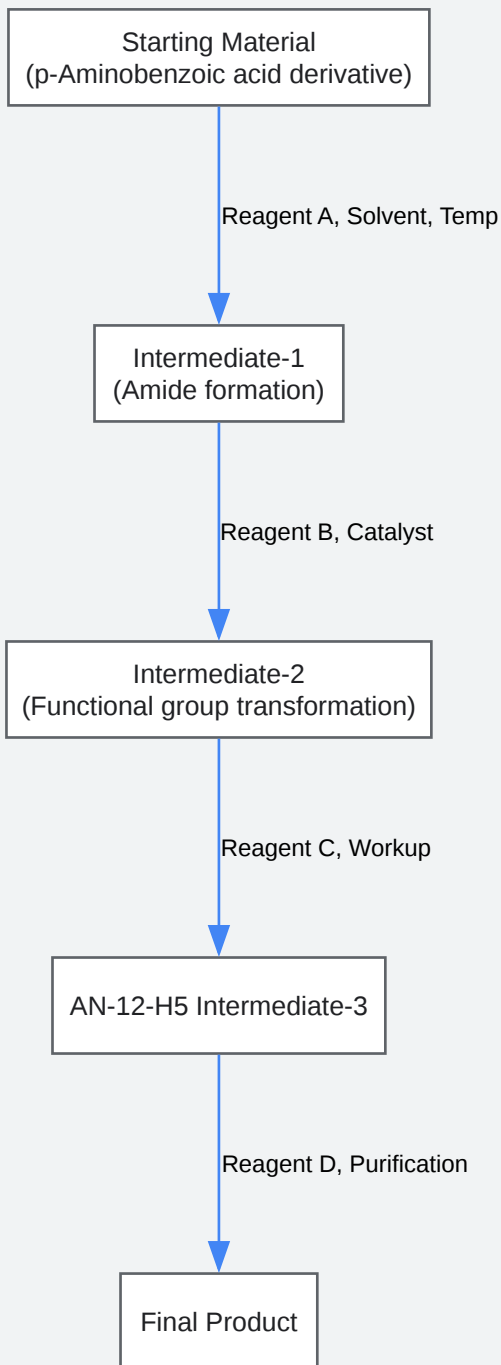 Starting Material
(p-Aminobenzoic acid derivative)
Reagent A, Solvent, Temp
Intermediate-1
(Amide formation)
Reagent B, Catalyst
Intermediate-2
(Functional group transformation)
Reagent C, Workup
AN-12-H5 Intermediate-3
Reagent D, Purification
Final Product